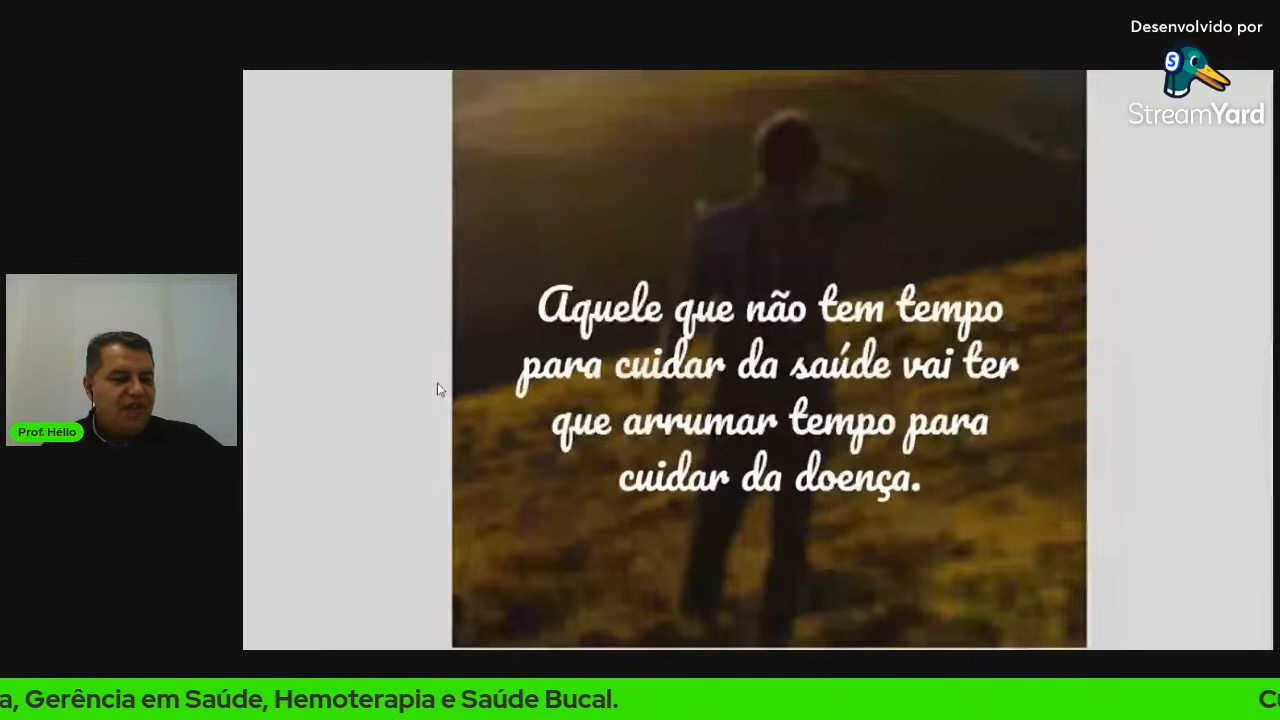 Desenvolvido por
StreamYard
Aquele que não tem tempo
para cuidar da saúde vai ter
que arrumar tempo para
cuidar da doença.
Prof. Hélio
a, Gerência em Saúde, Hemoterapia e Saúde Bucal.